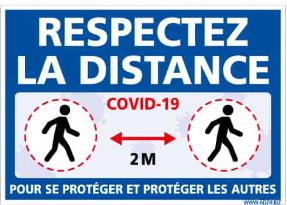 RESPECTEZ
LA DISTANCE
COVID-19
2 M
POUR SE PROTÉGER ET PROTÉGER LES AUTRES